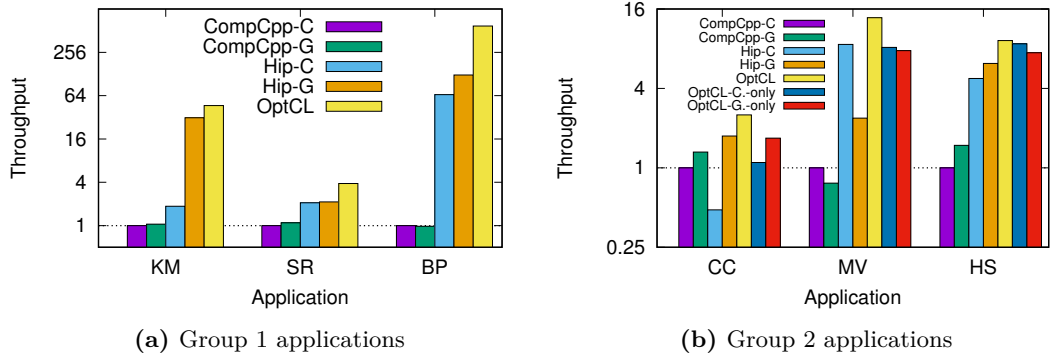 Throughput
256
64
16
4
1
CompCpp-C
CompCpp-G
Hip-C
Hip-G
OptCL
KM SR BP
Application
(a) Group 1 applications
Throughput
16
4
1
0.25
CompCpp-C
CompCpp-G
Hip-C
Hip-G
OptCL
OptCL-C.-only
OptCL-G.-only
CC MV HS
Application
(b) Group 2 applications